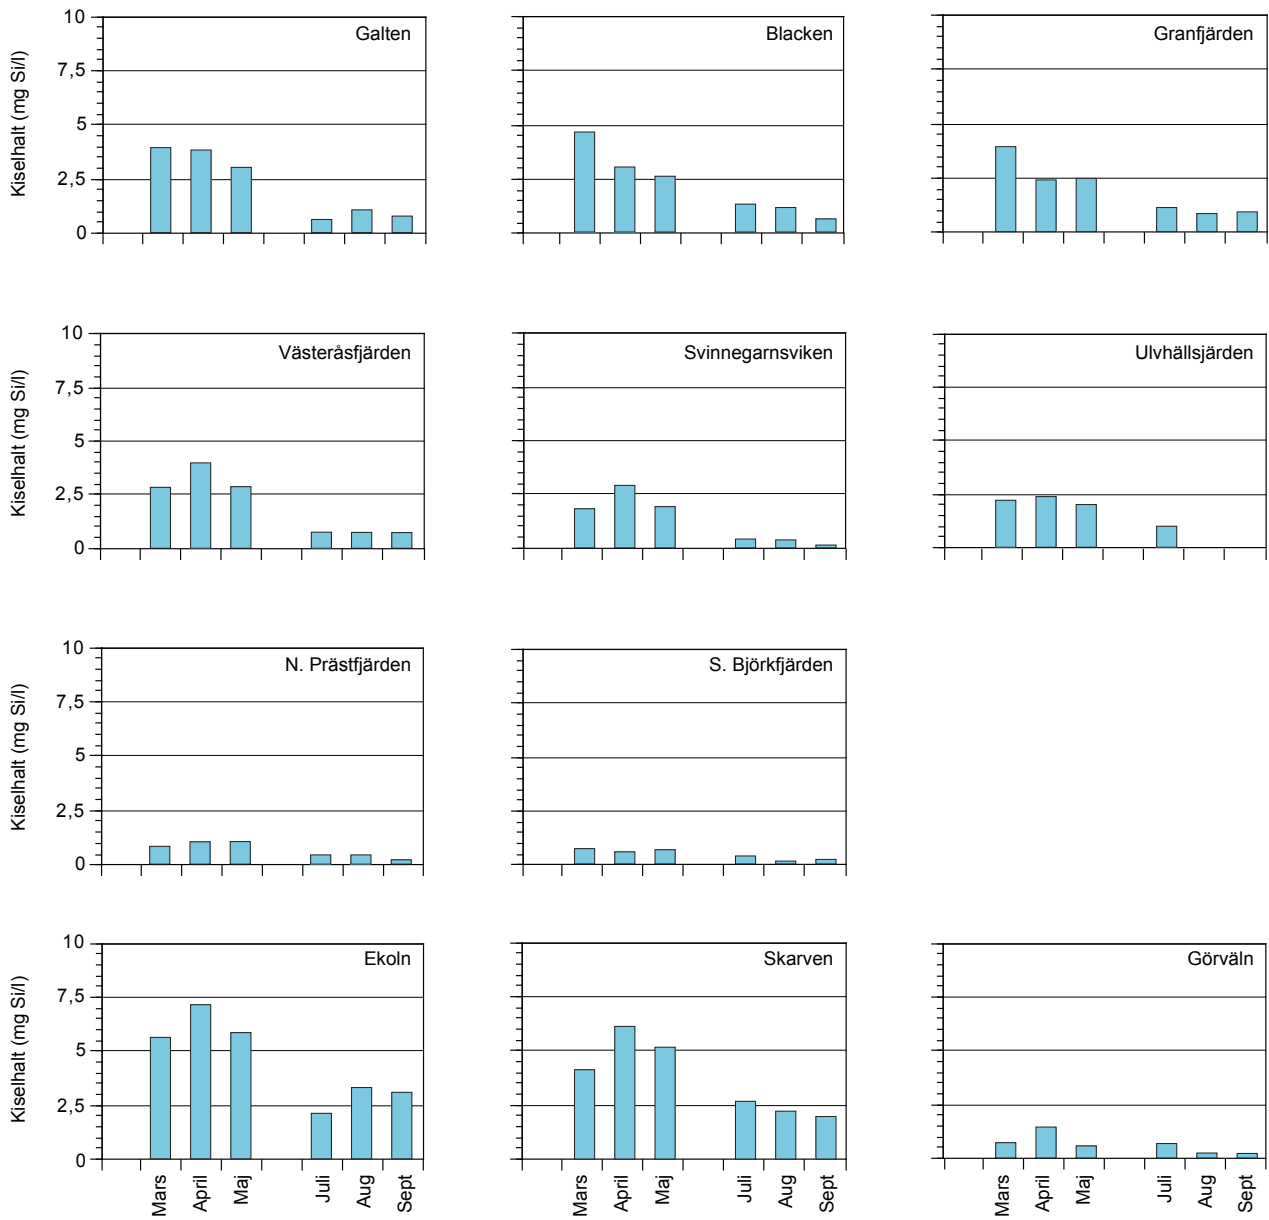 Galten
Kiselhalt (mg Si/l)
10
7,5
5
2,5
0
Blacken
Granfjärden
Västeråsfjärden
Kiselhalt (mg Si/l)
10
7,5
5
2,5
0
Svinnegarnsviken
Ulvhällsjärden
N. Prästfjärden
Kiselhalt (mg Si/l)
10
7,5
5
2,5
0
S. Björkfjärden
Ekoln
Kiselhalt (mg Si/l)
10
7,5
5
2,5
0
Mars
April
Maj
Juli
Aug
Sept
Skarven
Mars
April
Maj
Juli
Aug
Sept
Görväln
Mars
April
Maj
Juli
Aug
Sept